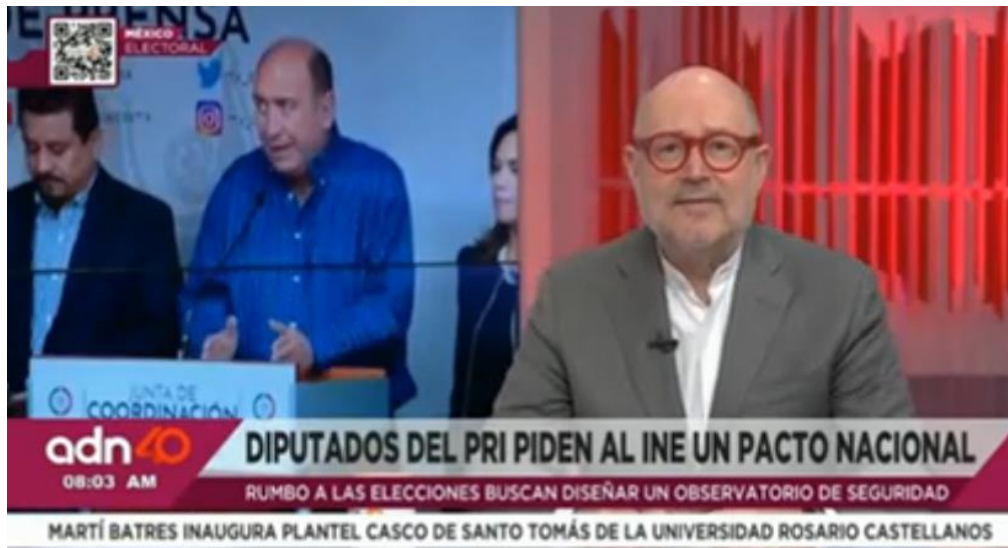 DE PRENSA
MÉXICO
ELECTORAL
JUNTA DE
COORDINACIÓN
adn40
08:03 AM
DIPUTADOS DEL PRI PIDEN AL INE UN PACTO NACIONAL
RUMBO A LAS ELECCIONES BUSCAN DISEÑAR UN OBSERVATORIO DE SEGURIDAD
MARTÍ BATRES INAUGURA PLANTEL CASCO DE SANTO TOMÁS DE LA UNIVERSIDAD ROSARIO CASTELLANOS